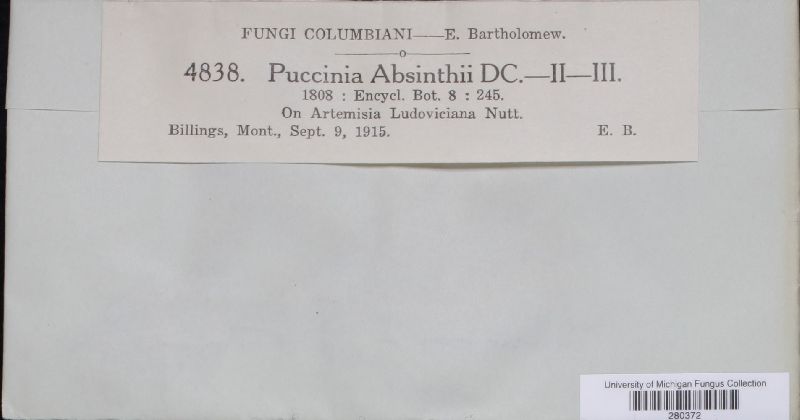 FUNGI COLUMBIANI——E. Bartholomew.
o
4838. Puccinia Absinthii DC.—II—III.
1808 : Encycl. Bot. 8 : 245.
On Artemisia Ludoviciana Nutt.
Billings, Mont., Sept. 9, 1915. E. B.
University of Michigan Fungus Collection
280372